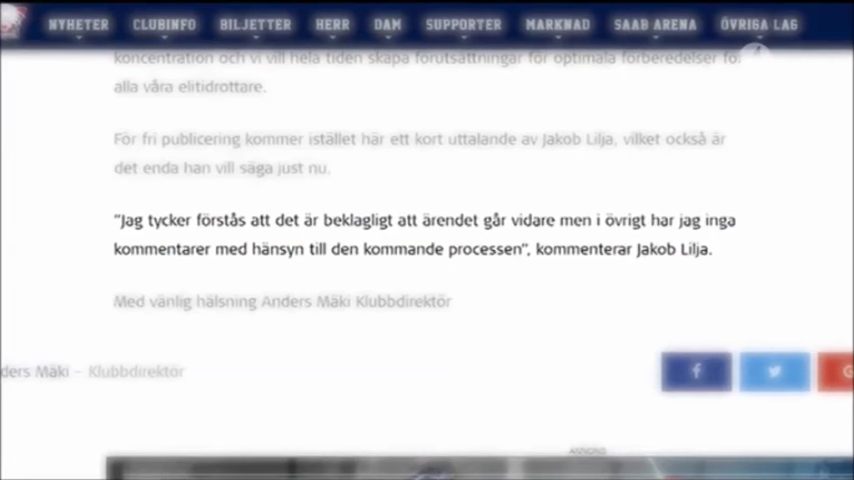 NYHETER CLUBINFO BILJETTER HERR DAM SUPPORTER MARKNAD SAAB ARENA ÖVRIGA LAG
koncentration och vi vill hela tiden skapa förutsättningar för optimala förberedelser för
alla våra elitidrottare.
För fri publicering kommer istället här ett kort uttalande av Jakob Lilja, vilket också är
det enda han vill säga just nu.
"Jag tycker förstås att det är beklagligt att ärendet går vidare men i övrigt har jag inga
kommentarer med hänsyn till den kommande processen", kommenterar Jakob Lilja.
Med vänlig hälsning Anders Mäki Klubbdirektör
ders Mäki – Klubbdirektör
ANNONS